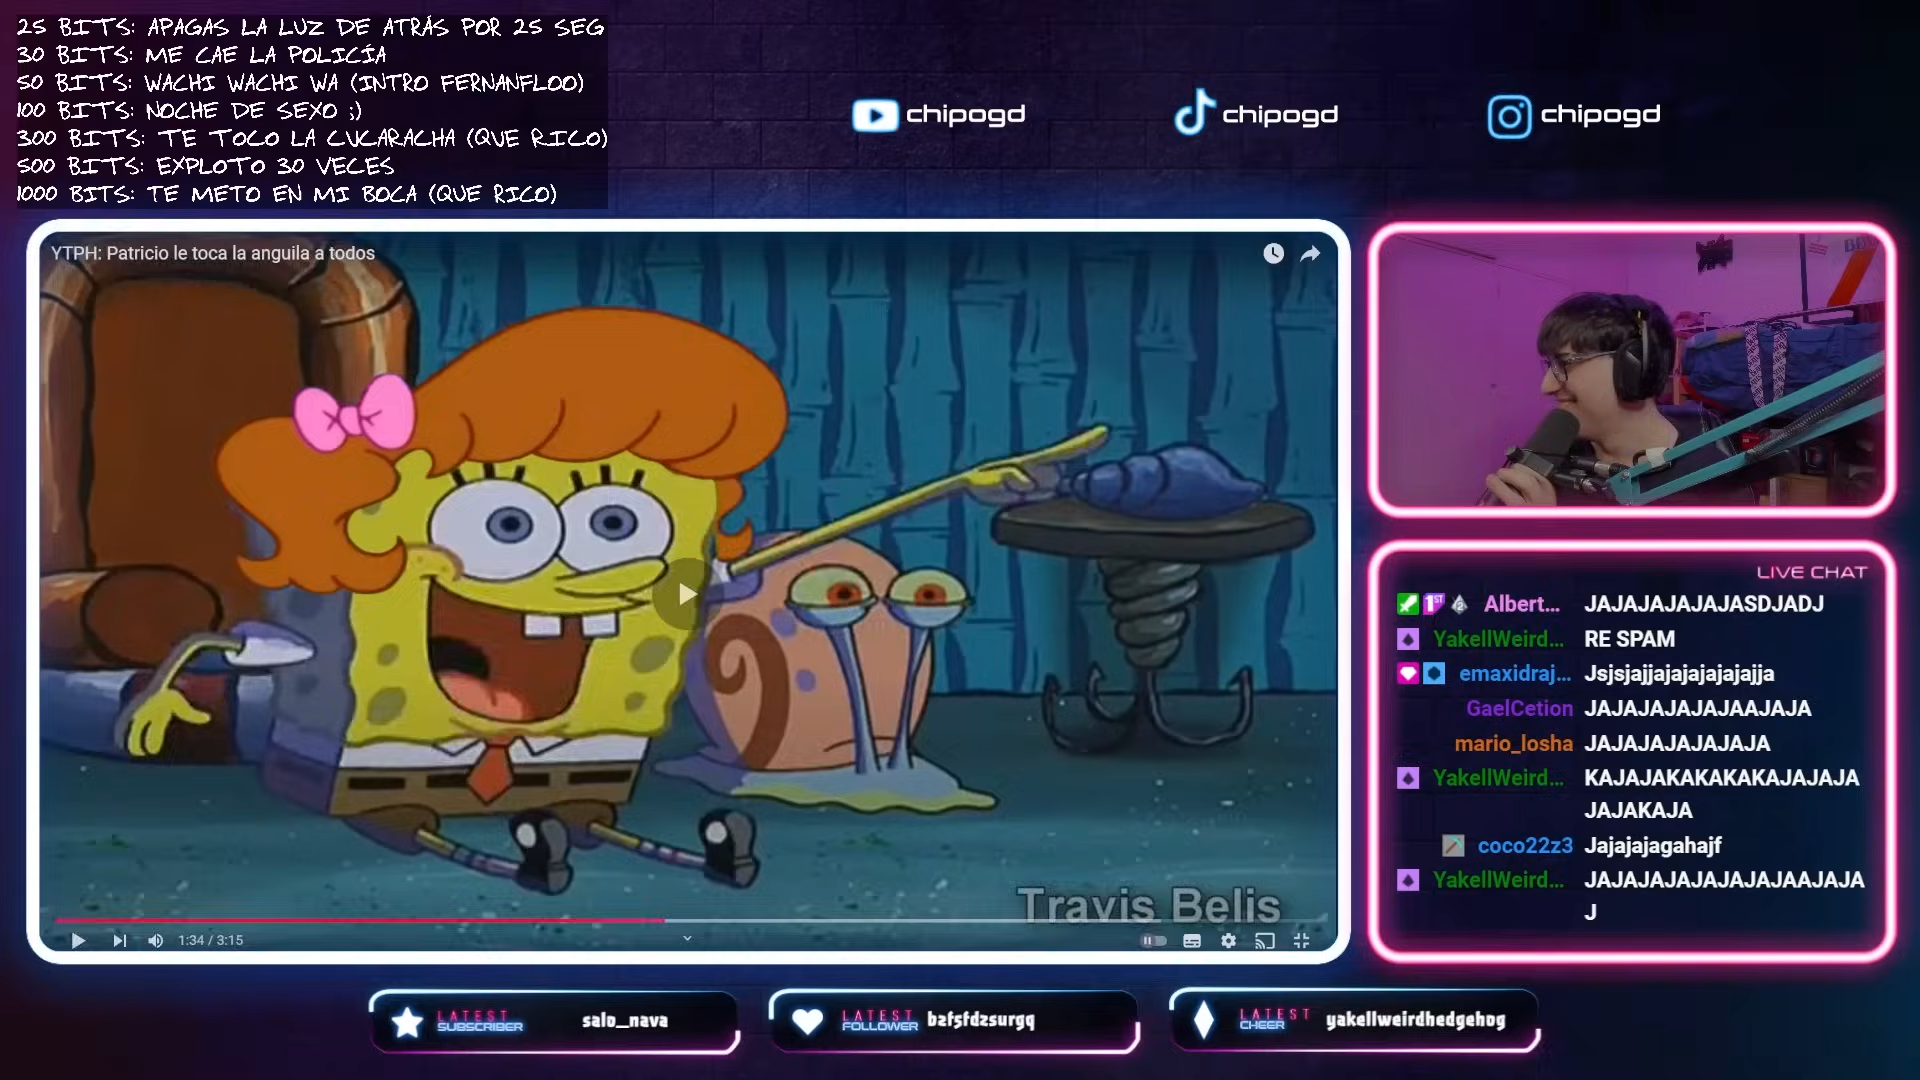 25 BITS: APAGAS LA LUZ DE ATRÁS POR 25 SEG
30 BITS: ME CAE LA POLICÍA
50 BITS: WACHI WACHI WA (INTRO FERNANFLOO)
100 BITS: NOCHE DE SEXO ;)
300 BITS: TE TOCO LA CUCARACHA (QUE RICO)
500 BITS: EXPLOTO 30 VECES
1000 BITS: TE METO EN MI BOCA (QUE RICO)
chipogd
chipogd
chipogd
YTPH: Patricio le toca la anguila a todos
Travis Belis
1:34 / 3:15
LIVE CHAT
Albert... JAJAJAJAJAJASDJADJ
YakellWeird... RE SPAM
emaxidraj... Jsjsjajjajajajajajajja
GaelCetion JAJAJAJAJAJAAJAJA
mario_losha JAJAJAJAJAJAJA
YakellWeird... KAJAJAKAKAKAKAJAJAJA
JAJAKAJA
coco22z3 Jajajajagahajf
YakellWeird... JAJAJAJAJAJAJAJAAJAJA
J
LATEST SUBSCRIBER salo_nava
LATEST FOLLOWER bzfsfdzsurgq
LATEST CHEER yakellweirdhedgehog